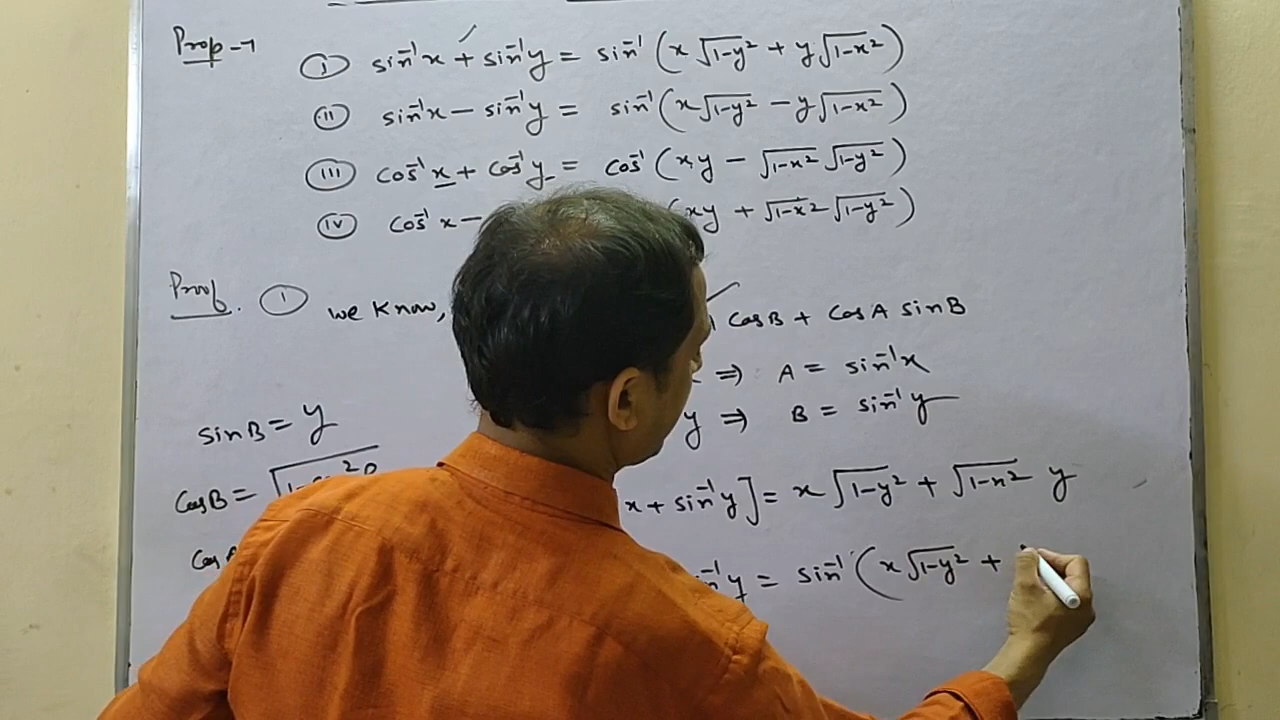 Prop-7
(i) sin⁻¹x + sin⁻¹y = sin⁻¹(x√1-y² + y√1-x²)
(ii) sin⁻¹x - sin⁻¹y = sin⁻¹(x√1-y² - y√1-x²)
(iii) cos⁻¹x + cos⁻¹y = cos⁻¹(xy - √1-x² √1-y²)
(iv) cos⁻¹x - (xy + √1-x² √1-y²)
Proof. (1) we know, CosB + CosA sinB
⇒ A = sin⁻¹x
sinB = y
y ⇒ B = sin⁻¹y
CosB =
x + sin⁻¹y] = x√1-y² + √1-x² y
Cos
y = sin⁻¹(x√1-y² +